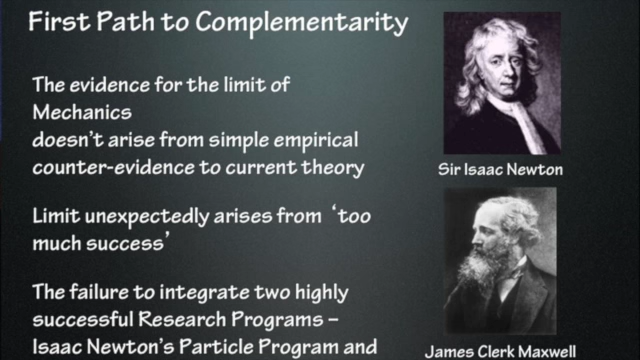 First Path to Complementarity
The evidence for the limit of
Mechanics
doesn't arise from simple empirical
counter-evidence to current theory
Limit unexpectedly arises from ‘too
much success’
The failure to integrate two highly
successful Research Programs –
Isaac Newton's Particle Program and
Sir Isaac Newton
James Clerk Maxwell